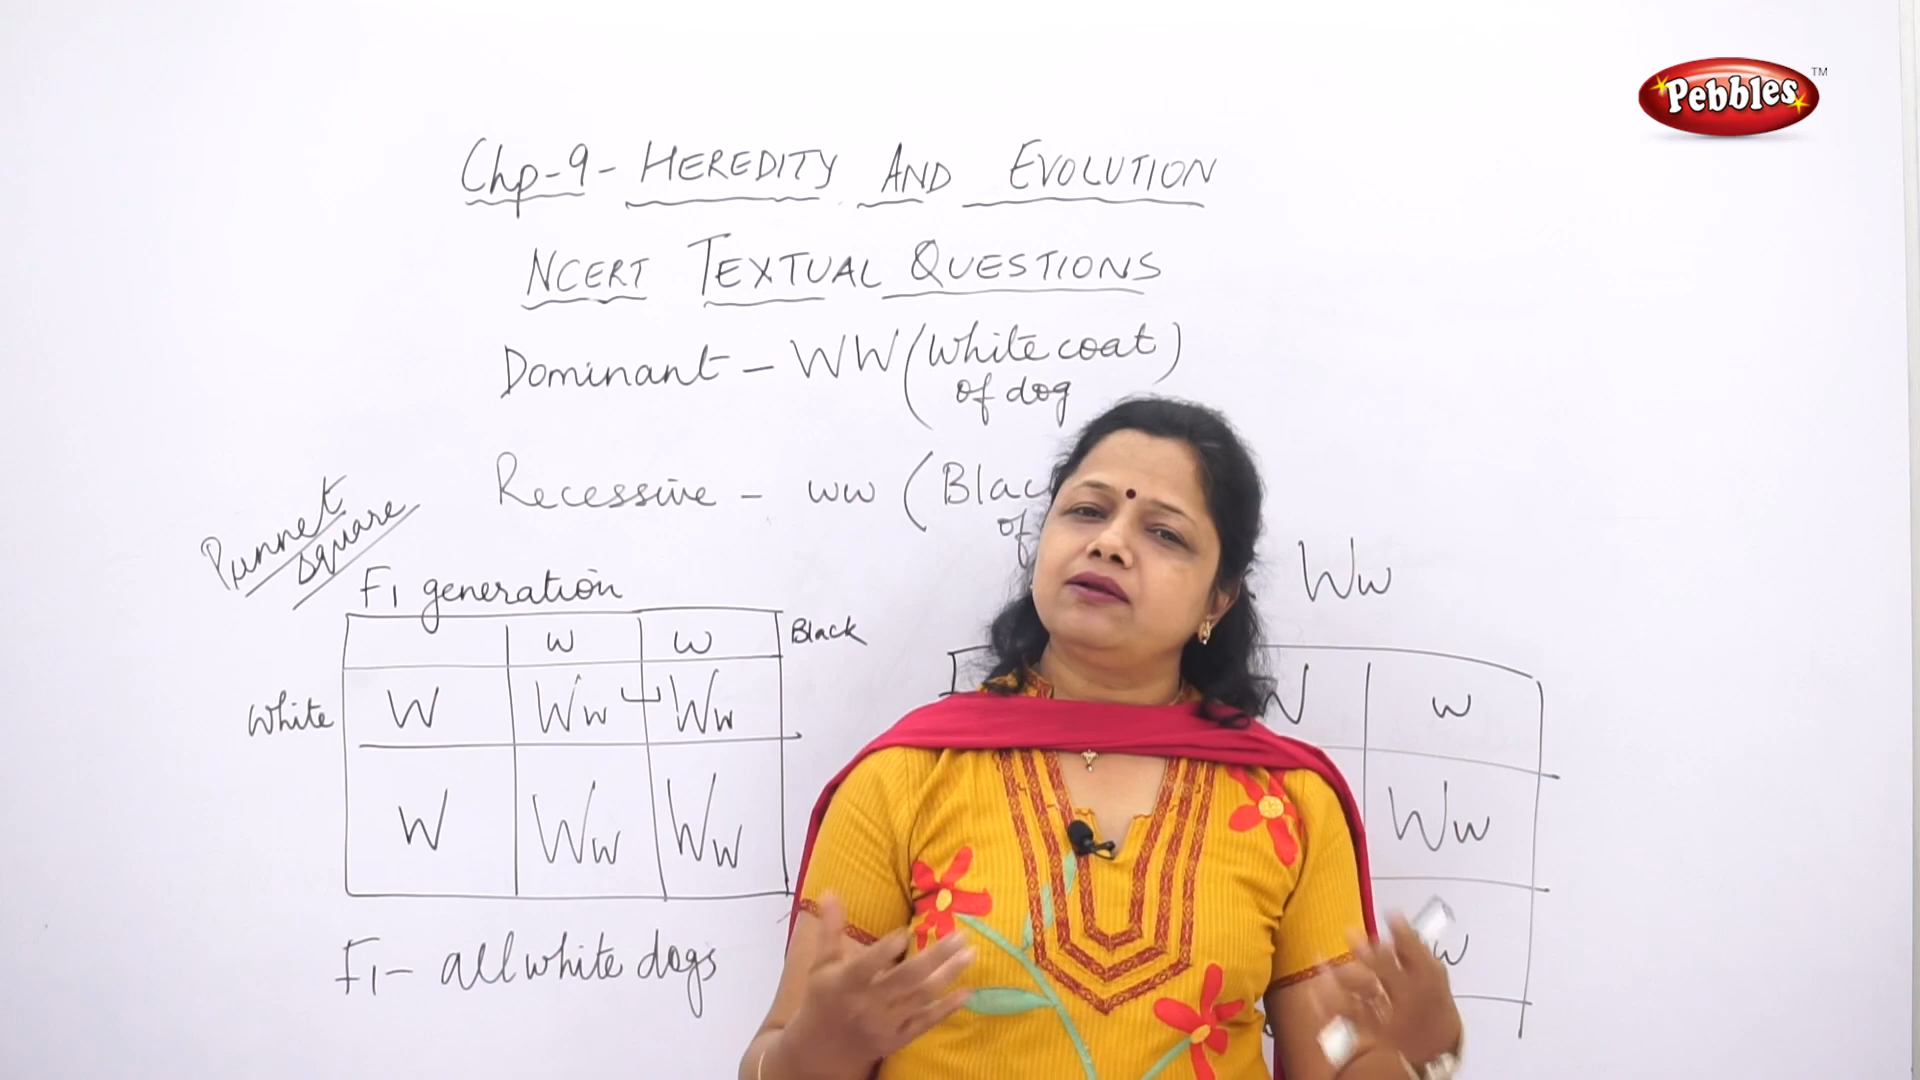 Pebbles TM
Chp-9- HEREDITY AND EVOLUTION
NCERT TEXTUAL QUESTIONS
Dominant - WW (White coat)
of dog
Recessive - ww (Blac
of
Punnet
square
F1 generation
w w Black
White W Ww Ww
W Ww Ww
F1- all white dogs
Ww
W w
Ww
w